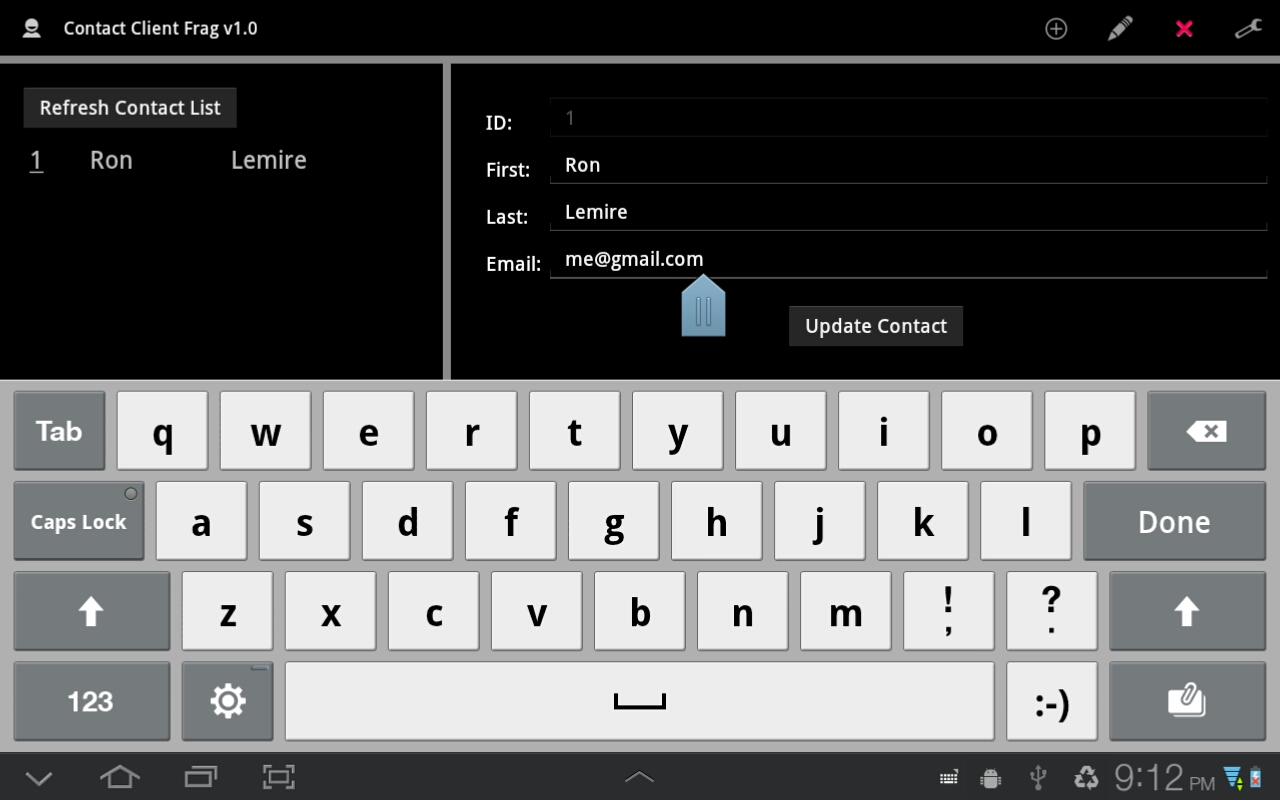 Contact Client Frag v1.0
Refresh Contact List
1 Ron Lemire
ID: 1
First: Ron
Last: Lemire
Email: me@gmail.com
Update Contact
Tab q w e r t y u i o p
Caps Lock a s d f g h j k l Done
z x c v b n m ! , ? .
123 :-)
9:12 PM